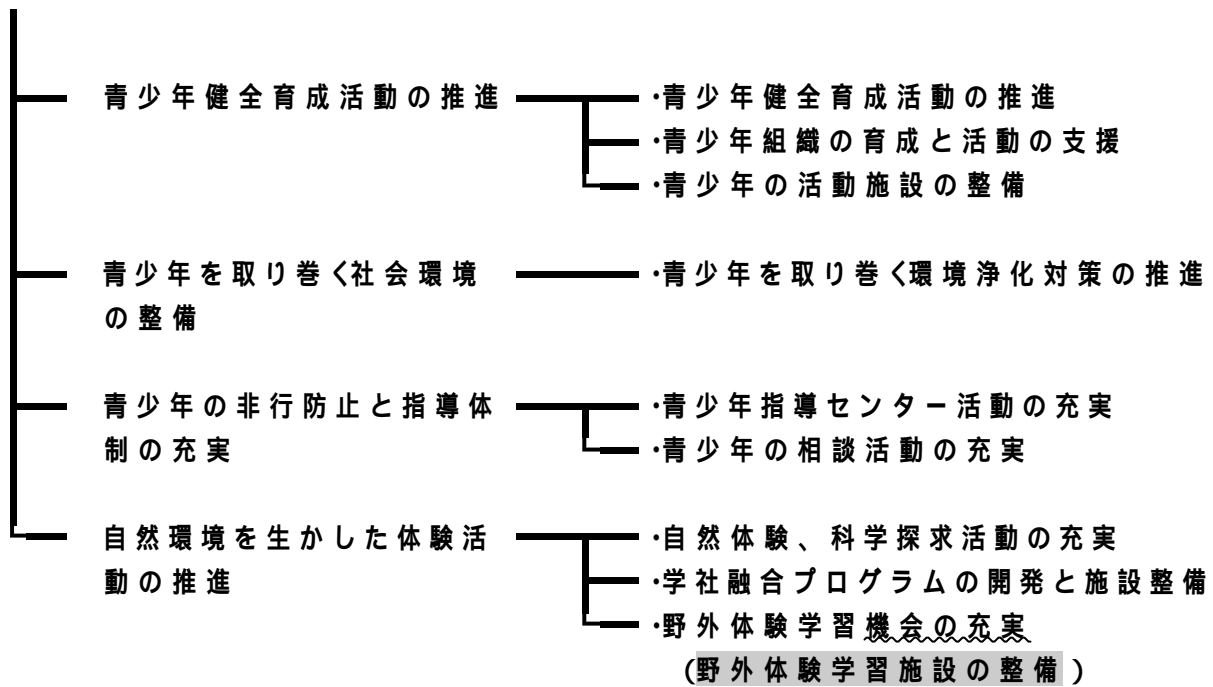 青少年健全育成活動の推進 ・青少年健全育成活動の推進
・青少年組織の育成と活動の支援
・青少年の活動施設の整備
青少年を取り巻く社会環境 ・青少年を取り巻く環境浄化対策の推進
の整備
青少年の非行防止と指導体 ・青少年指導センター活動の充実
制の充実 ・青少年の相談活動の充実
自然環境を生かした体験活 ・自然体験、科学探求活動の充実
動の推進 ・学社融合プログラムの開発と施設整備
・野外体験学習機会の充実
(野外体験学習施設の整備)